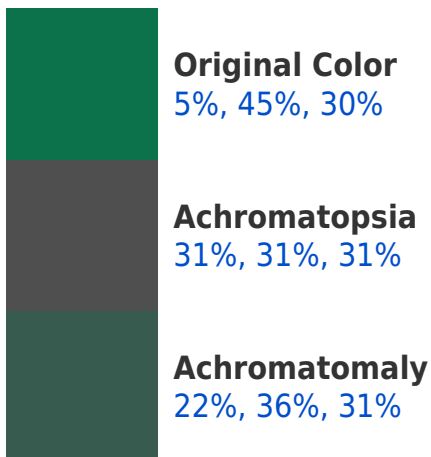 Original Color
5%, 45%, 30%
Achromatopsia
31%, 31%, 31%
Achromatomaly
22%, 36%, 31%